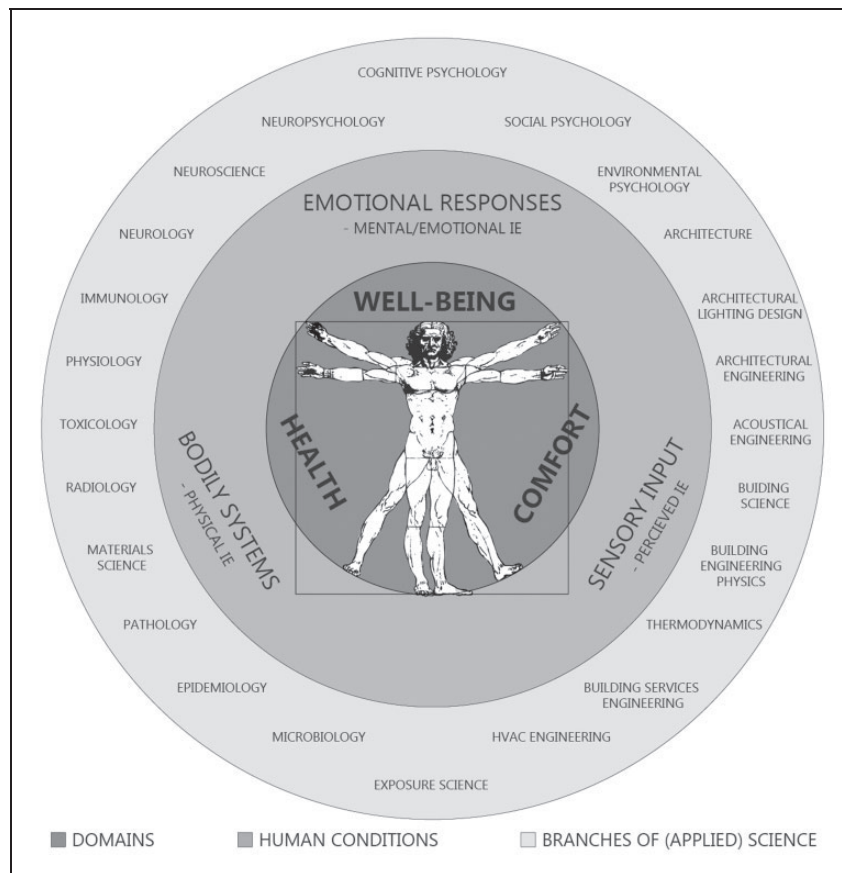 COGNITIVE PSYCHOLOGY
NEUROPSYCHOLOGY
SOCIAL PSYCHOLOGY
NEUROSCIENCE
ENVIRONMENTAL
PSYCHOLOGY
EMOTIONAL RESPONSES
- MENTAL/EMOTIONAL IE
NEUROLOGY
ARCHITECTURE
IMMUNOLOGY
WELL-BEING
ARCHITECTURAL
LIGHTING DESIGN
PHYSIOLOGY
ARCHITECTURAL
ENGINEERING
TOXICOLOGY
HEALTH
COMFORT
ACOUSTICAL
ENGINEERING
RADIOLOGY
BODILY SYSTEMS
- PHYSICAL IE
SENSORY INPUT
- PERCIEVED IE
BUIDING
SCIENCE
MATERIALS
SCIENCE
BUILDING
ENGINEERING
PHYSICS
PATHOLOGY
THERMODYNAMICS
EPIDEMIOLOGY
BUILDING SERVICES
ENGINEERING
MICROBIOLOGY
HVAC ENGINEERING
EXPOSURE SCIENCE
DOMAINS
HUMAN CONDITIONS
BRANCHES OF (APPLIED) SCIENCE